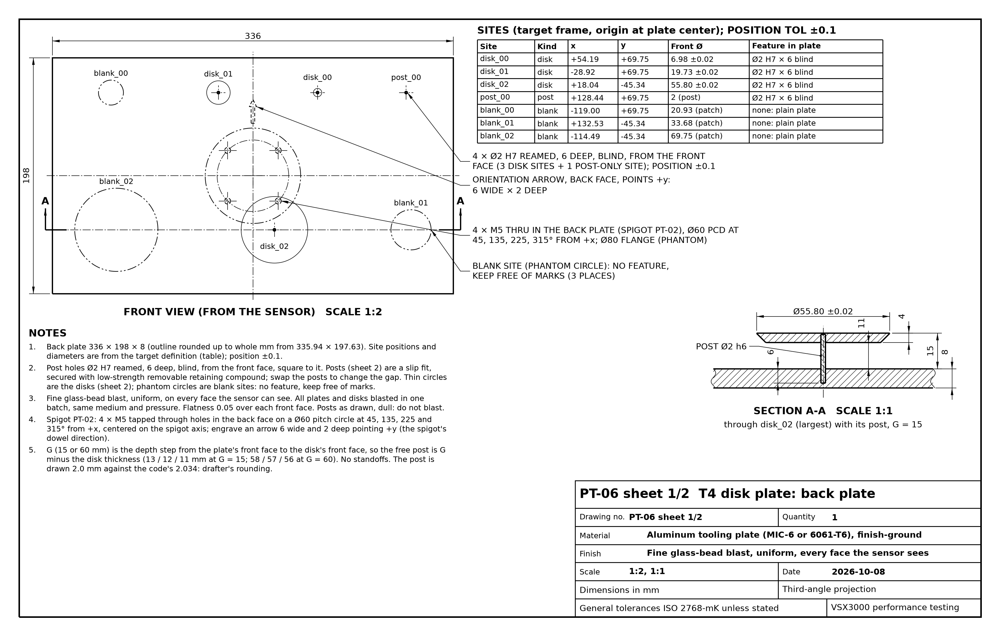 336
198
blank_00
disk_01
disk_00
post_00
blank_02
blank_01
disk_02
A
A
FRONT VIEW (FROM THE SENSOR) SCALE 1:2
SITES (target frame, origin at plate center); POSITION TOL ±0.1
Site Kind x y Front Ø Feature in plate
disk_00 disk +54.19 +69.75 6.98 ±0.02 Ø2 H7 × 6 blind
disk_01 disk -28.92 +69.75 19.73 ±0.02 Ø2 H7 × 6 blind
disk_02 disk +18.04 -45.34 55.80 ±0.02 Ø2 H7 × 6 blind
post_00 post +128.44 +69.75 2 (post) Ø2 H7 × 6 blind
blank_00 blank -119.00 +69.75 20.93 (patch) none: plain plate
blank_01 blank +132.53 -45.34 33.68 (patch) none: plain plate
blank_02 blank -114.49 -45.34 69.75 (patch) none: plain plate
4 × Ø2 H7 REAMED, 6 DEEP, BLIND, FROM THE FRONT
FACE (3 DISK SITES + 1 POST-ONLY SITE); POSITION ±0.1
ORIENTATION ARROW, BACK FACE, POINTS +y:
6 WIDE × 2 DEEP
4 × M5 THRU IN THE BACK PLATE (SPIGOT PT-02), Ø60 PCD AT
45, 135, 225, 315° FROM +x; Ø80 FLANGE (PHANTOM)
BLANK SITE (PHANTOM CIRCLE): NO FEATURE,
KEEP FREE OF MARKS (3 PLACES)
NOTES
1. Back plate 336 × 198 × 8 (outline rounded up to whole mm from 335.94 × 197.63). Site positions and
diameters are from the target definition (table); position ±0.1.
2. Post holes Ø2 H7 reamed, 6 deep, blind, from the front face, square to it. Posts (sheet 2) are a slip fit,
secured with low-strength removable retaining compound; swap the posts to change the gap. Thin circles
are the disks (sheet 2); phantom circles are blank sites: no feature, keep free of marks.
3. Fine glass-bead blast, uniform, on every face the sensor can see. All plates and disks blasted in one
batch, same medium and pressure. Flatness 0.05 over each front face. Posts as drawn, dull: do not blast.
4. Spigot PT-02: 4 × M5 tapped through holes in the back face on a Ø60 pitch circle at 45, 135, 225 and
315° from +x, centered on the spigot axis; engrave an arrow 6 wide and 2 deep pointing +y (the spigot's
dowel direction).
5. G (15 or 60 mm) is the depth step from the plate's front face to the disk's front face, so the free post is G
minus the disk thickness (13 / 12 / 11 mm at G = 15; 58 / 57 / 56 at G = 60). No standoffs. The post is
drawn 2.0 mm against the code's 2.034: drafter's rounding.
Ø55.80 ±0.02
11
4
POST Ø2 h6
6
15
8
SECTION A-A SCALE 1:1
through disk_02 (largest) with its post, G = 15
PT-06 sheet 1/2 T4 disk plate: back plate
Drawing no. PT-06 sheet 1/2 Quantity 1
Material Aluminum tooling plate (MIC-6 or 6061-T6), finish-ground
Finish Fine glass-bead blast, uniform, every face the sensor sees
Scale 1:2, 1:1 Date 2026-10-08
Dimensions in mm Third-angle projection
General tolerances ISO 2768-mK unless stated VSX3000 performance testing